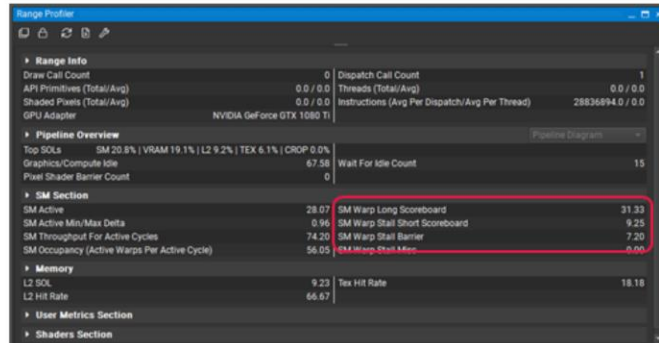 Range Profiler
Range Info
Draw Call Count 0 Dispatch Call Count 1
API Primitives (Total/Avg) 0.0 / 0.0 Threads (Total/Avg) 0.0 / 0.0
Shaded Pixels (Total/Avg) 0.0 / 0.0 Instructions (Avg Per Dispatch/Avg Per Thread) 28836894.0 / 0.0
GPU Adapter NVIDIA GeForce GTX 1080 Ti
Pipeline Overview Pipeline Diagram
Top SOLs SM 20.8% | VRAM 19.1% | L2 9.2% | TEX 6.1% | CROP 0.0%
Graphics/Compute Idle 67.58 Wait For Idle Count 15
Pixel Shader Barrier Count 0
SM Section
SM Active 28.07 SM Warp Long Scoreboard 31.33
SM Active Min/Max Delta 0.96 SM Warp Stall Short Scoreboard 9.25
SM Throughput For Active Cycles 74.20 SM Warp Stall Barrier 7.20
SM Occupancy (Active Warps Per Active Cycle) 56.05 SM Warp Stall Misc 0.00
Memory
L2 SOL 9.23 Tex Hit Rate 18.18
L2 Hit Rate 66.67
User Metrics Section
Shaders Section